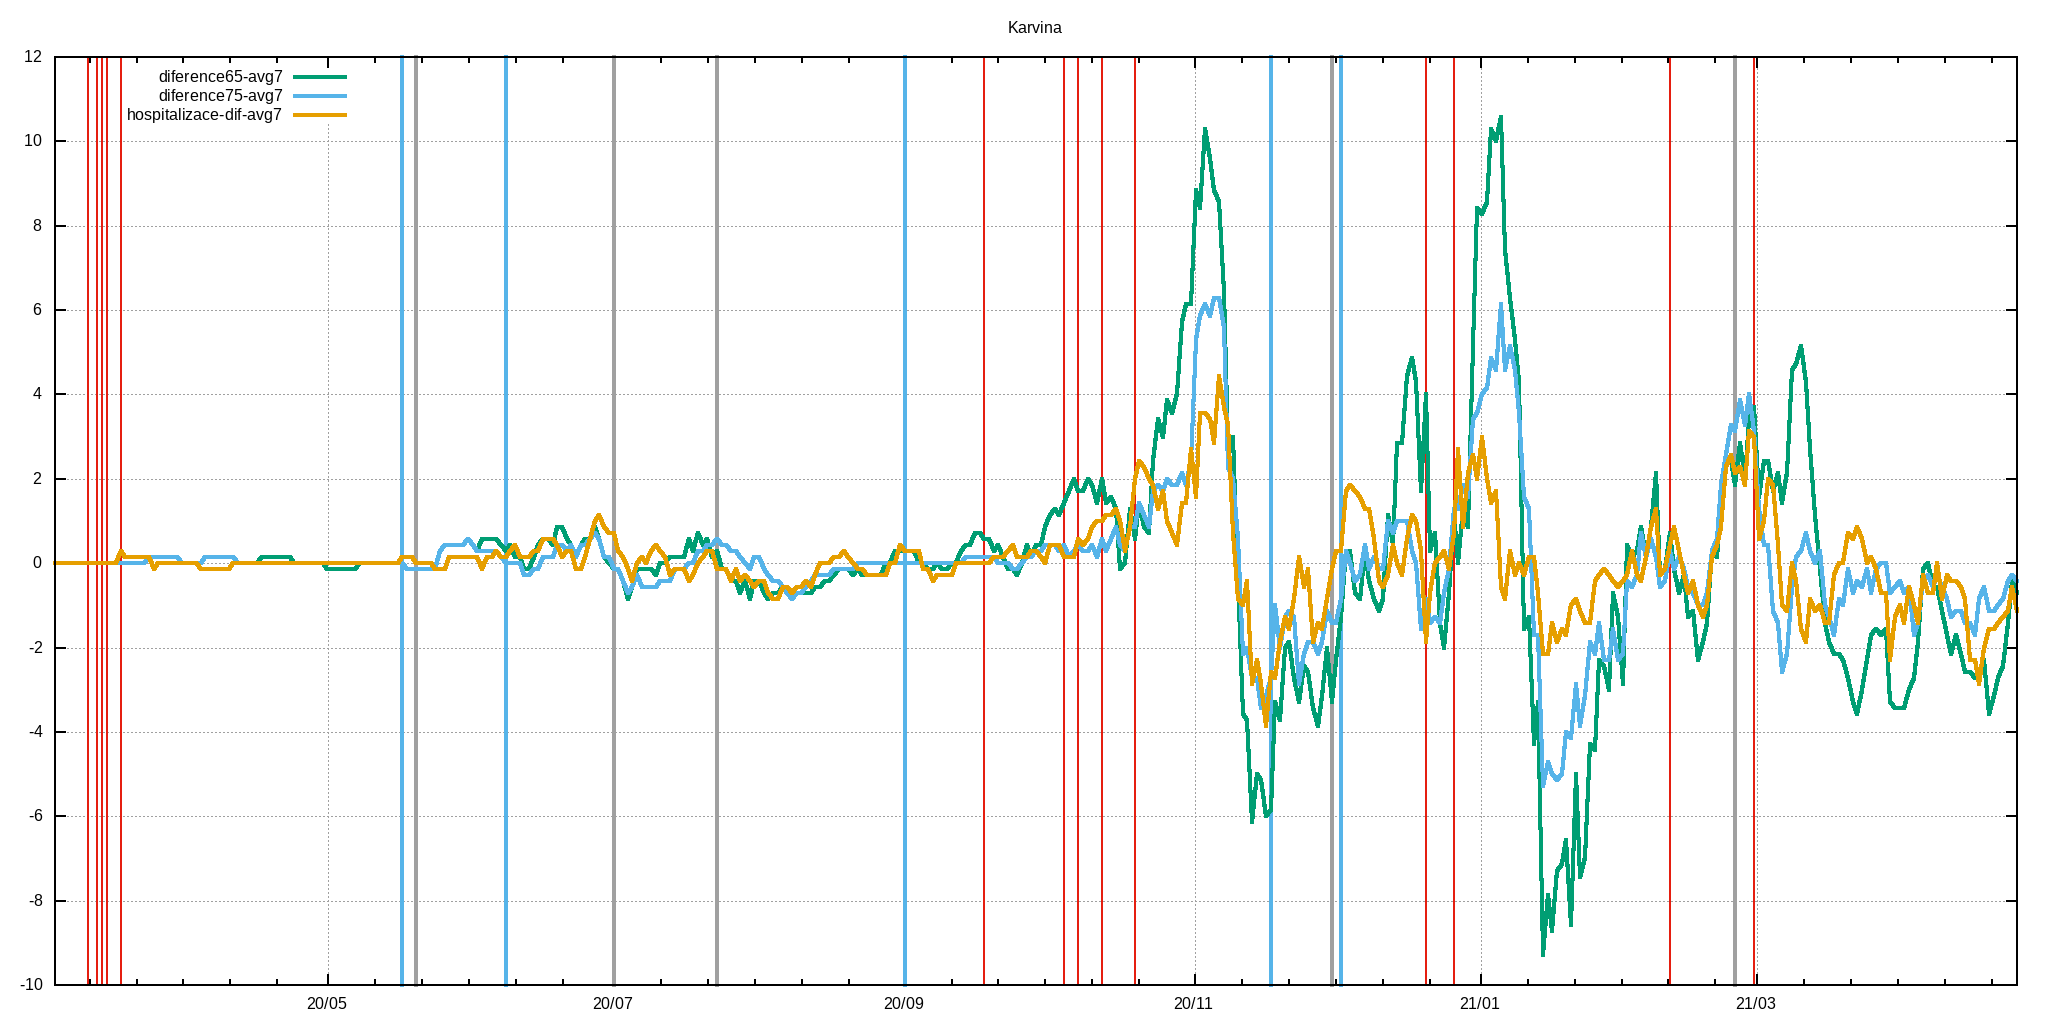 Karvina
diference65-avg7
diference75-avg7
hospitalizace-dif-avg7
12
10
8
6
4
2
0
-2
-4
-6
-8
-10
20/05 20/07 20/09 20/11 21/01 21/03